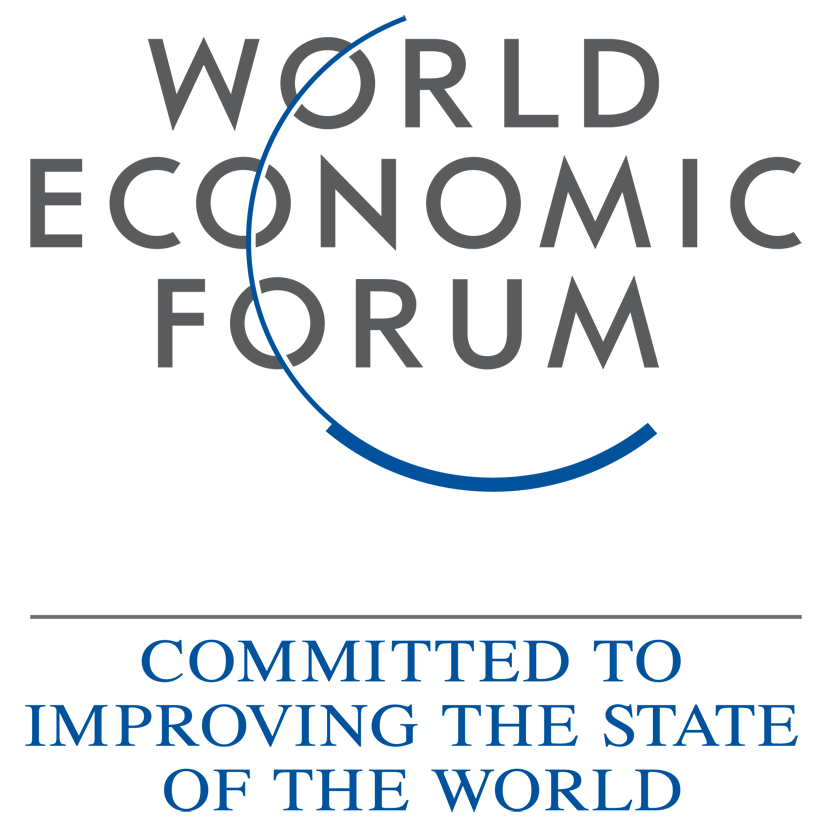 WORLD
ECONOMIC
FORUM
COMMITTED TO
IMPROVING THE STATE
OF THE WORLD